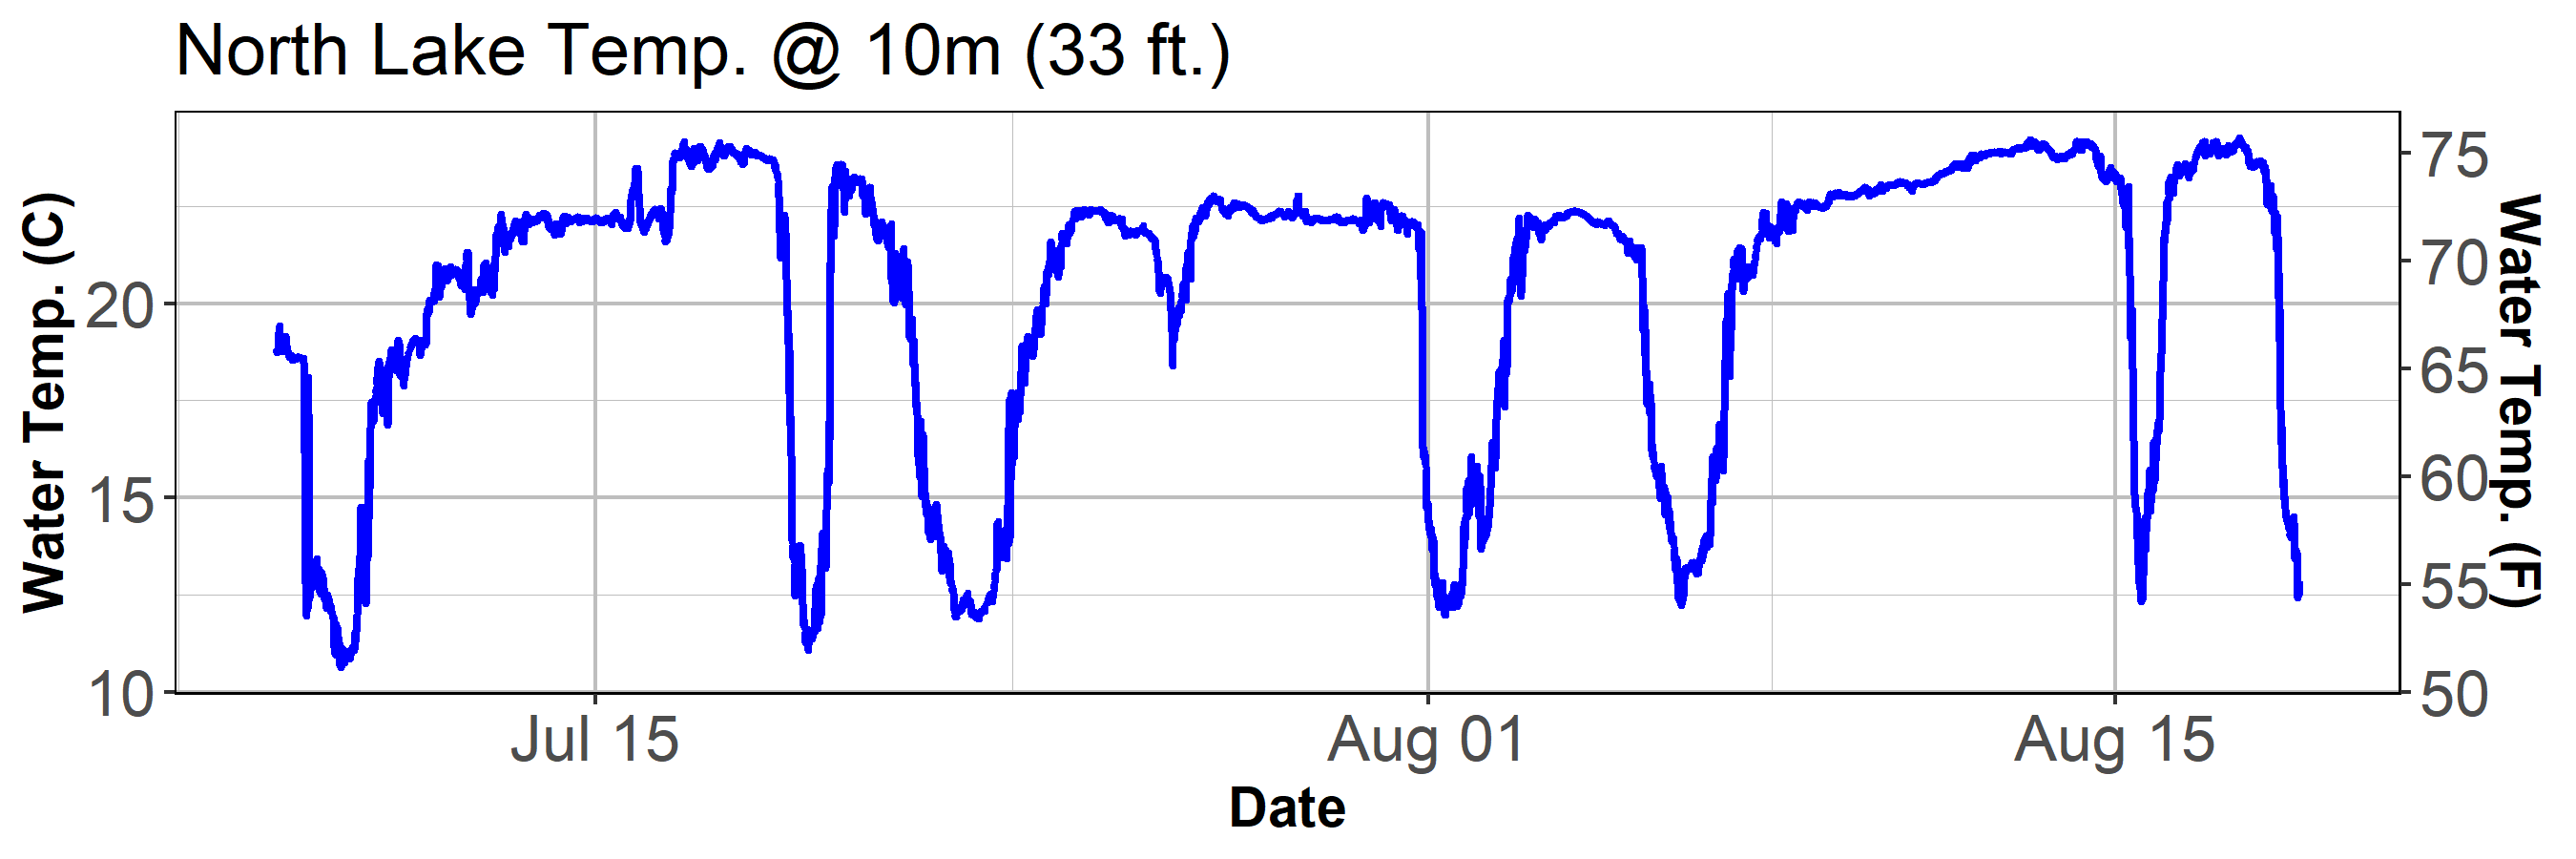 North Lake Temp. @ 10m (33 ft.)
Water Temp. (C)
20
15
10
75
70
65
60
55
50
Water Temp. (F)
Jul 15
Aug 01
Aug 15
Date